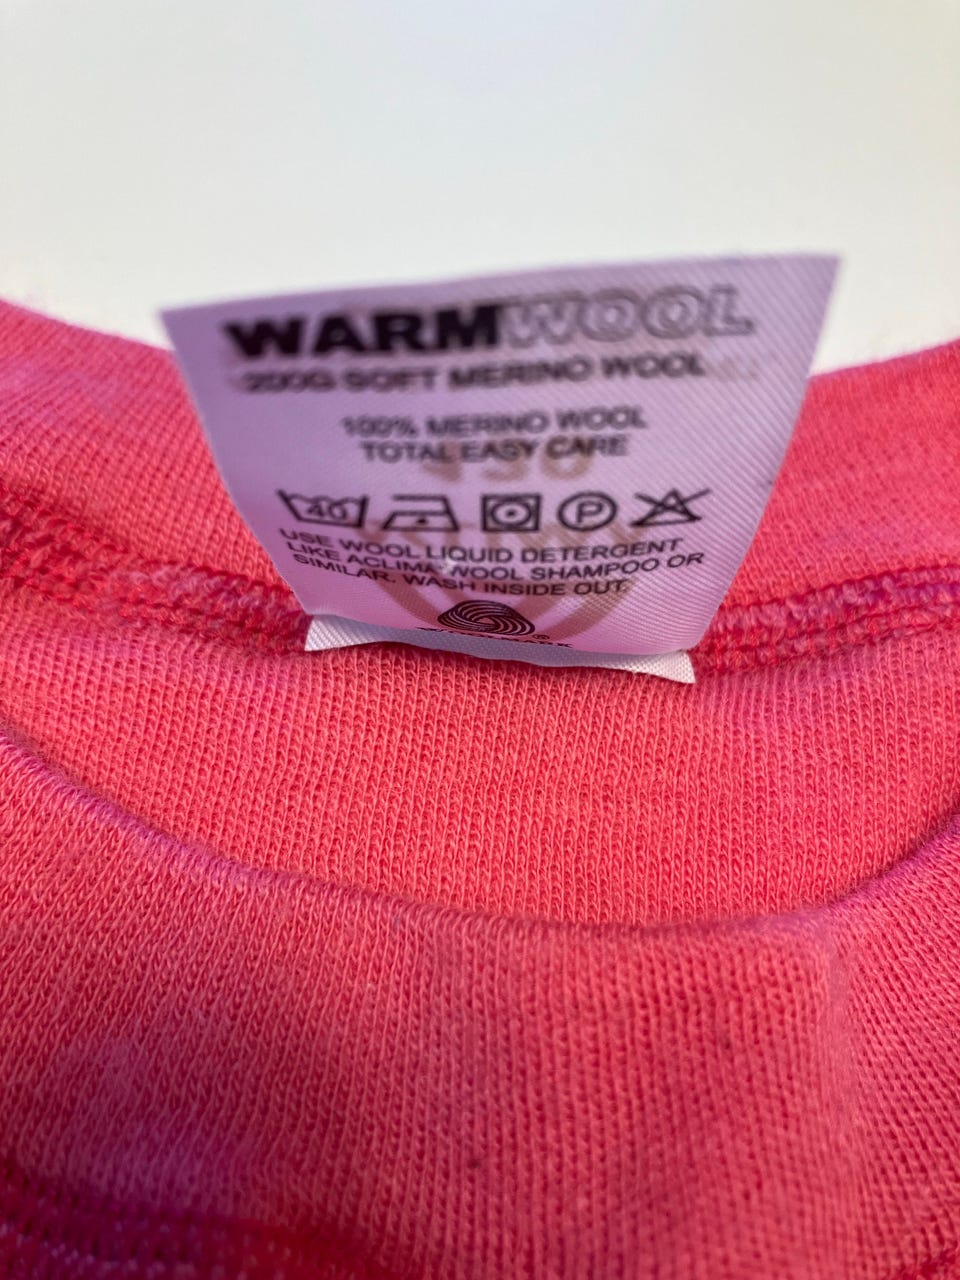 WARMWOOL
200G SOFT MERINO WOOL
100% MERINO WOOL
TOTAL EASY CARE
40 P
USE WOOL LIQUID DETERGENT
LIKE ACLIMA WOOL SHAMPOO OR
SIMILAR. WASH INSIDE OUT.
WOOLMARK